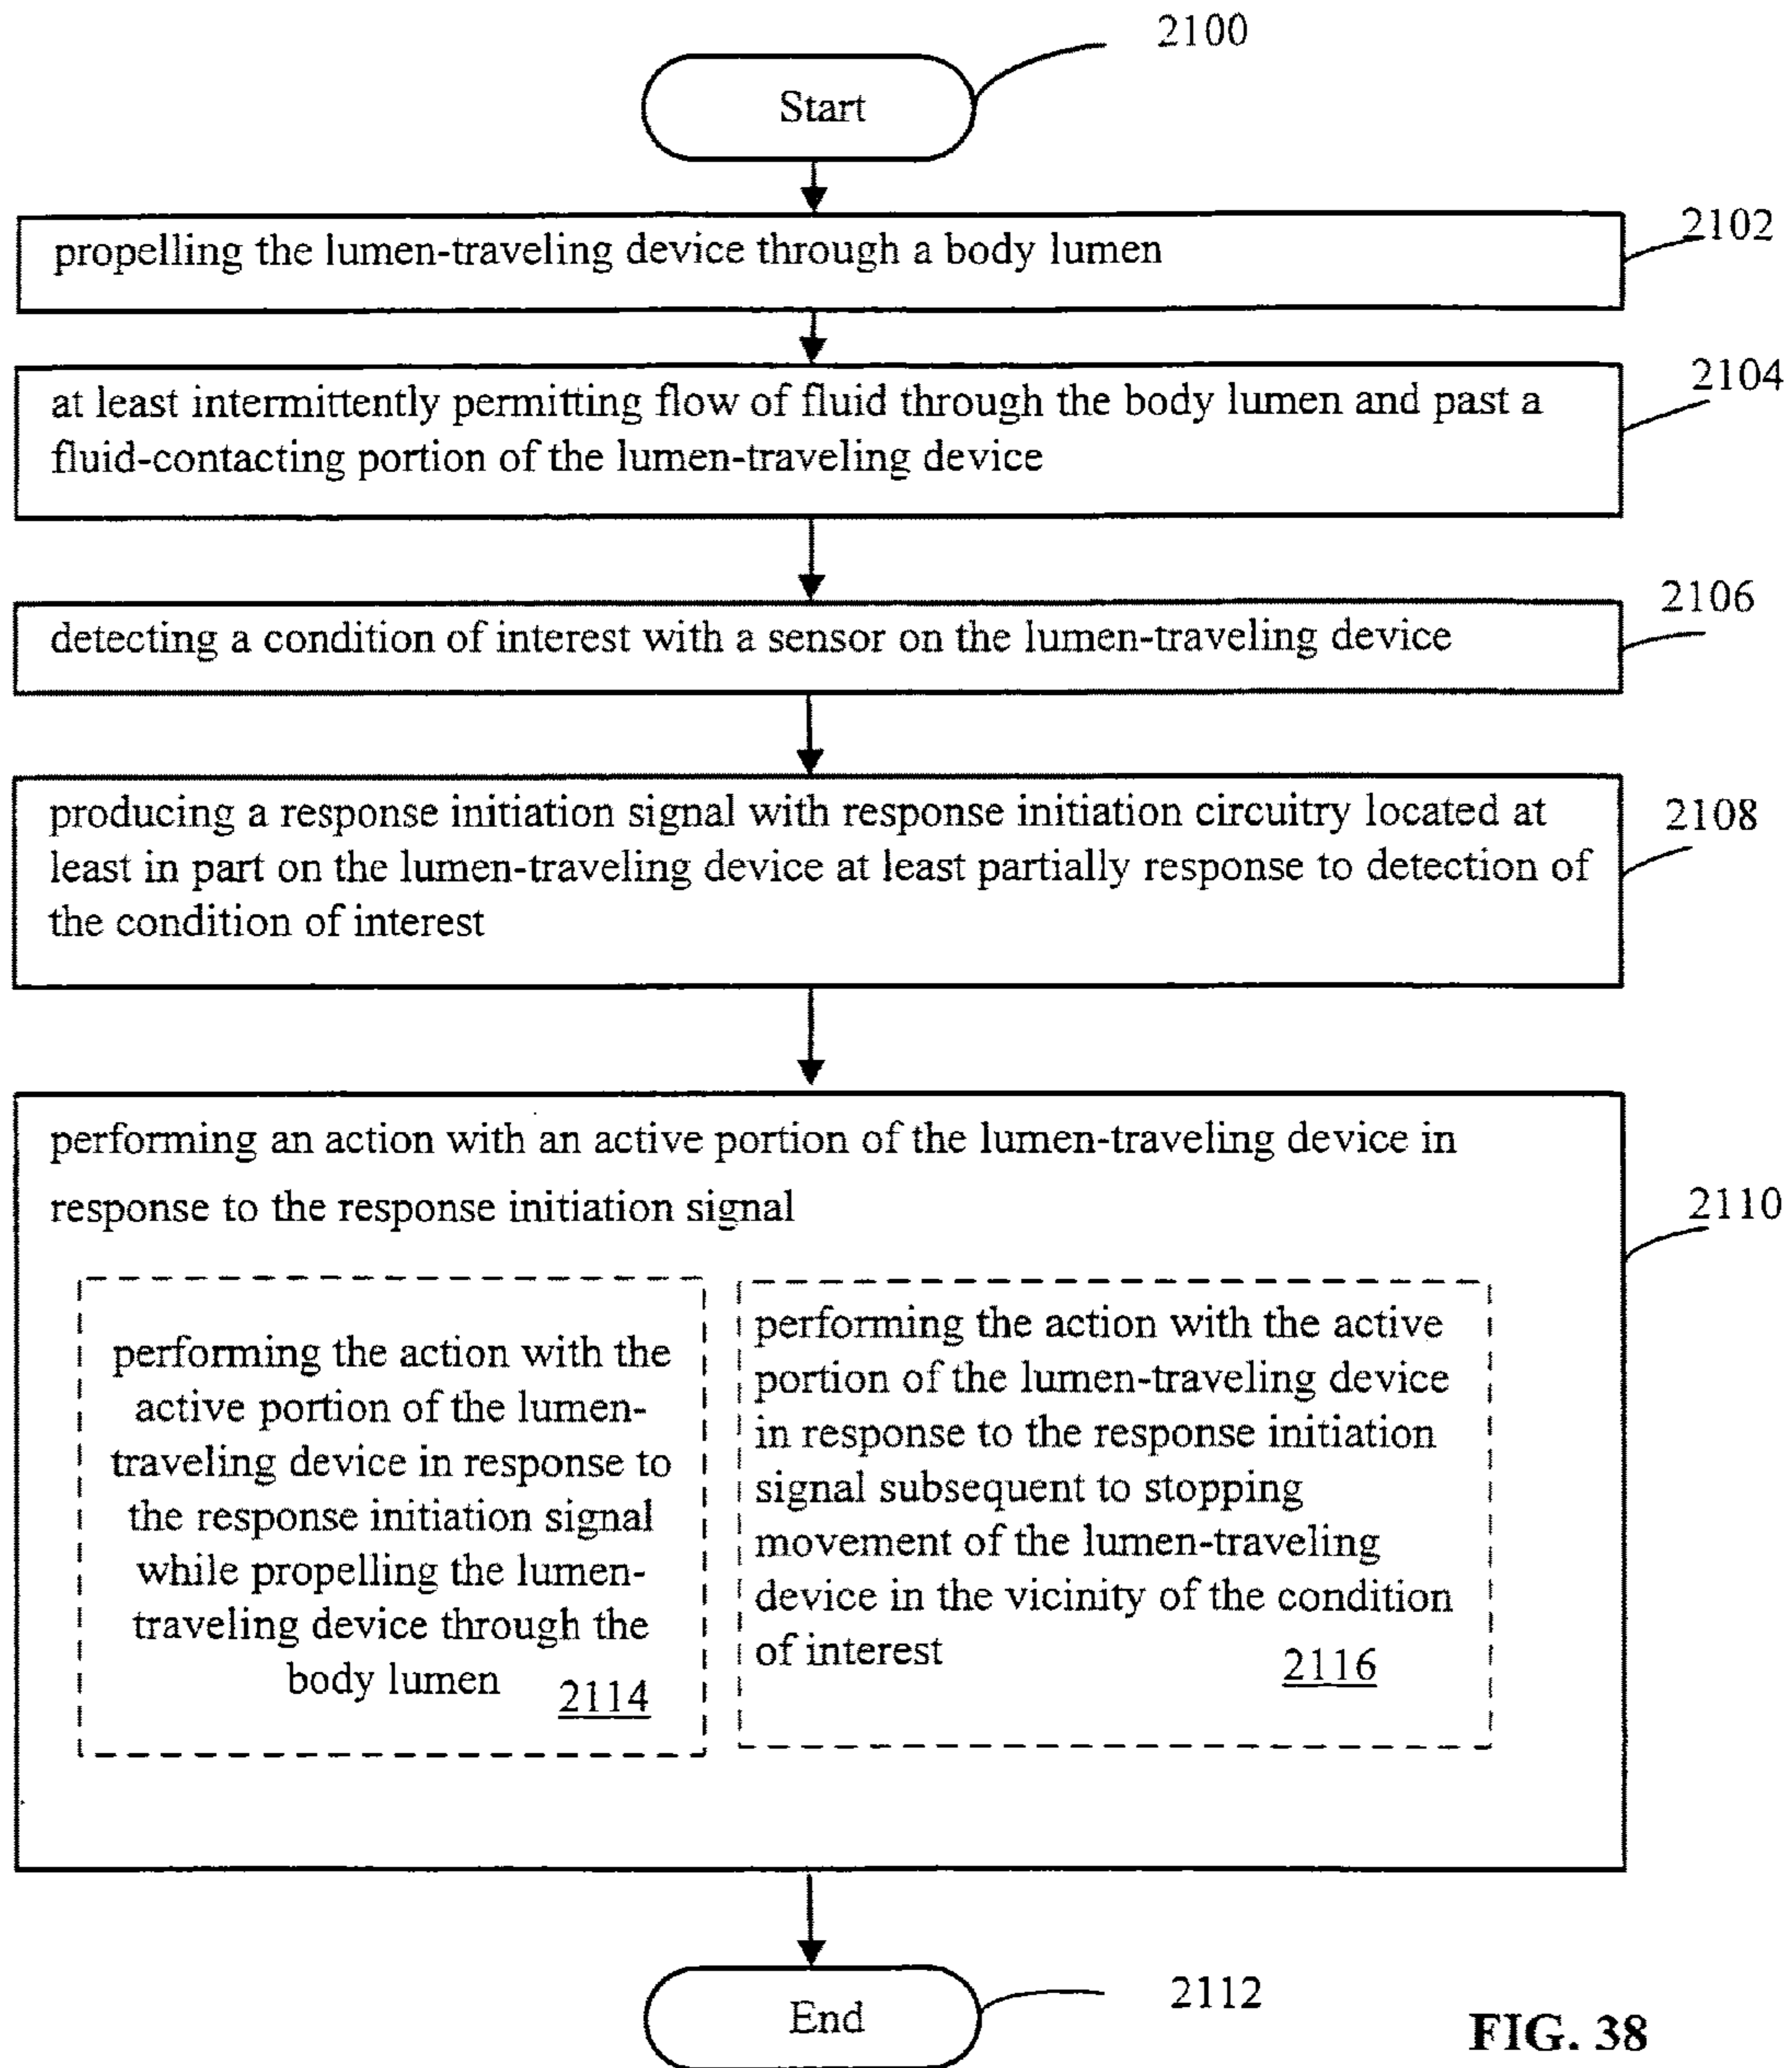 2100
Start
2102
propelling the lumen-traveling device through a body lumen
2104
at least intermittently permitting flow of fluid through the body lumen and past a
fluid-contacting portion of the lumen-traveling device
2106
detecting a condition of interest with a sensor on the lumen-traveling device
2108
producing a response initiation signal with response initiation circuitry located at
least in part on the lumen-traveling device at least partially response to detection of
the condition of interest
performing an action with an active portion of the lumen-traveling device in
response to the response initiation signal
2110
performing the action with the
active portion of the lumen-
traveling device in response to
the response initiation signal
while propelling the lumen-
traveling device through the
body lumen 2114
performing the action with the active
portion of the lumen-traveling device
in response to the response initiation
signal subsequent to stopping
movement of the lumen-traveling
device in the vicinity of the condition
of interest 2116
End
2112
FIG. 38